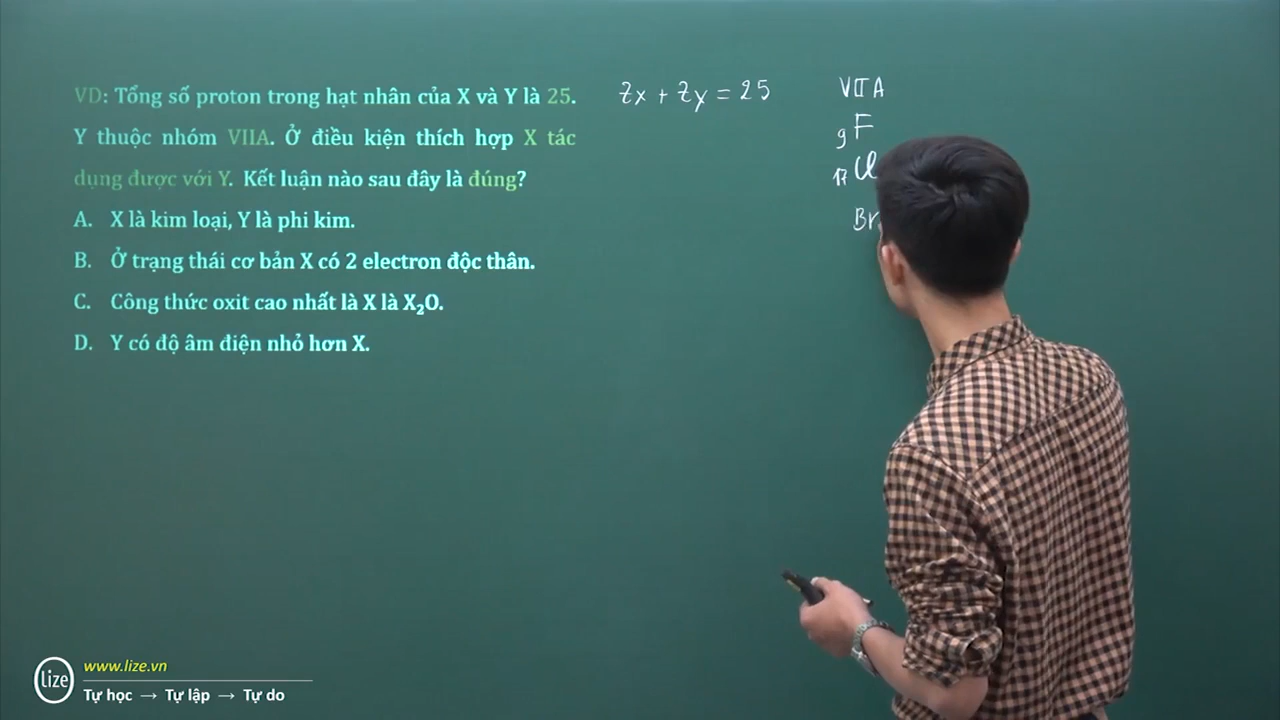 VD: Tổng số proton trong hạt nhân của X và Y là 25.
Y thuộc nhóm VIIA. Ở điều kiện thích hợp X tác
dụng được với Y. Kết luận nào sau đây là đúng?
A. X là kim loại, Y là phi kim.
B. Ở trạng thái cơ bản X có 2 electron độc thân.
C. Công thức oxit cao nhất là X là X₂O.
D. Y có độ âm điện nhỏ hơn X.
Zx + Zy = 25
VIIA
9F
17Cl
Br
lize
www.lize.vn
Tự học → Tự lập → Tự do